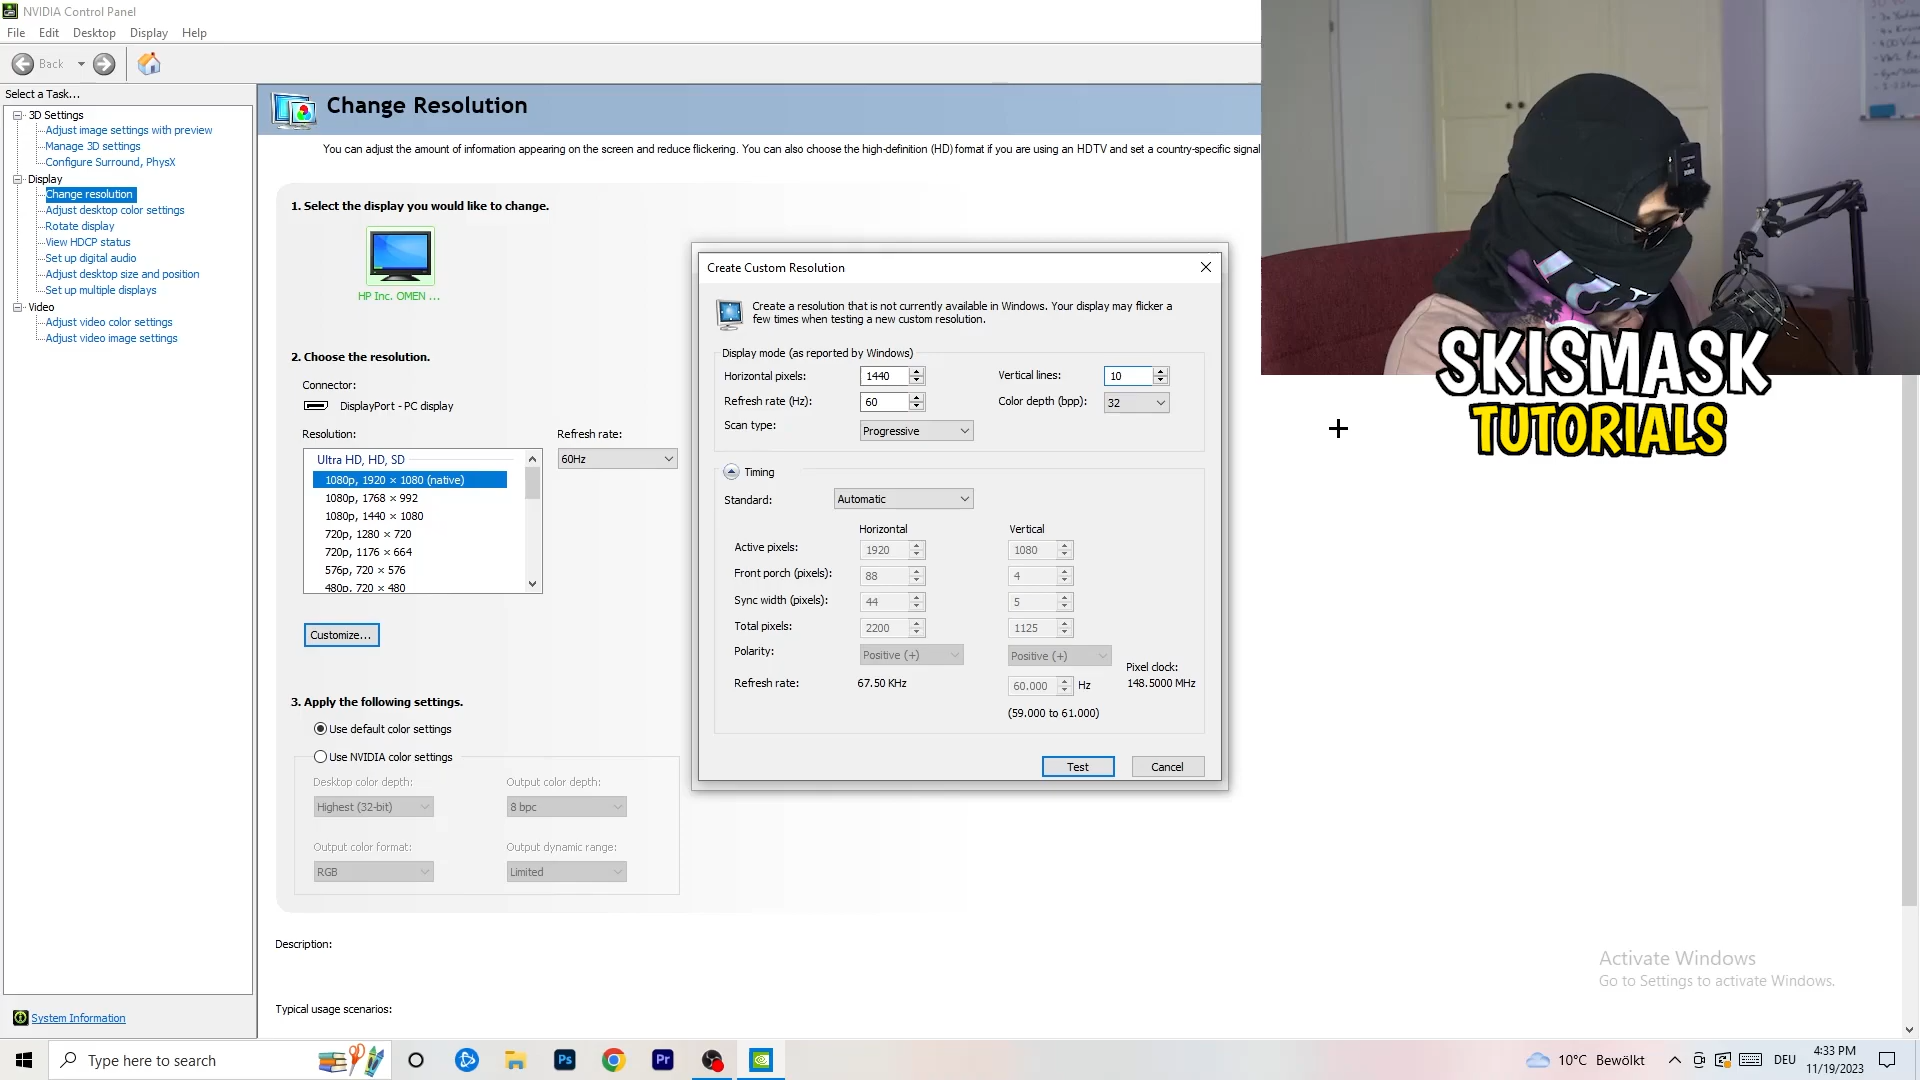 NVIDIA Control Panel
File Edit Desktop Display Help
Back
Select a Task...
3D Settings
Adjust image settings with preview
Manage 3D settings
Configure Surround, PhysX
Display
Change resolution
Adjust desktop color settings
Rotate display
View HDCP status
Set up digital audio
Adjust desktop size and position
Set up multiple displays
Video
Adjust video color settings
Adjust video image settings
System Information
Change Resolution
You can adjust the amount of information appearing on the screen and reduce flickering. You can also choose the high-definition (HD) format if you are using an HDTV and set a country-specific signal
1. Select the display you would like to change.
HP Inc. OMEN ...
2. Choose the resolution.
Connector:
DisplayPort - PC display
Resolution:
Refresh rate:
60Hz
Ultra HD, HD, SD
1080p, 1920 × 1080 (native)
1080p, 1768 × 992
1080p, 1440 × 1080
720p, 1280 × 720
720p, 1176 × 664
576p, 720 × 576
480p, 720 × 480
Customize...
3. Apply the following settings.
Use default color settings
Use NVIDIA color settings
Desktop color depth: Output color depth:
Highest (32-bit) 8 bpc
Output color format: Output dynamic range:
RGB Limited
Description:
Typical usage scenarios:
Create Custom Resolution
Create a resolution that is not currently available in Windows. Your display may flicker a
few times when testing a new custom resolution.
Display mode (as reported by Windows)
Horizontal pixels: 1440 Vertical lines: 10
Refresh rate (Hz): 60 Color depth (bpp): 32
Scan type: Progressive
Timing
Standard: Automatic
Horizontal Vertical
Active pixels: 1920 1080
Front porch (pixels): 88 4
Sync width (pixels): 44 5
Total pixels: 2200 1125
Polarity: Positive (+) Positive (+)
Pixel clock:
Refresh rate: 67.50 KHz 60.000 Hz 148.5000 MHz
(59.000 to 61.000)
Test Cancel
SKISMASK
TUTORIALS
Activate Windows
Go to Settings to activate Windows.
Type here to search
Ps
Pr
10°C Bewölkt
DEU
4:33 PM
11/19/2023